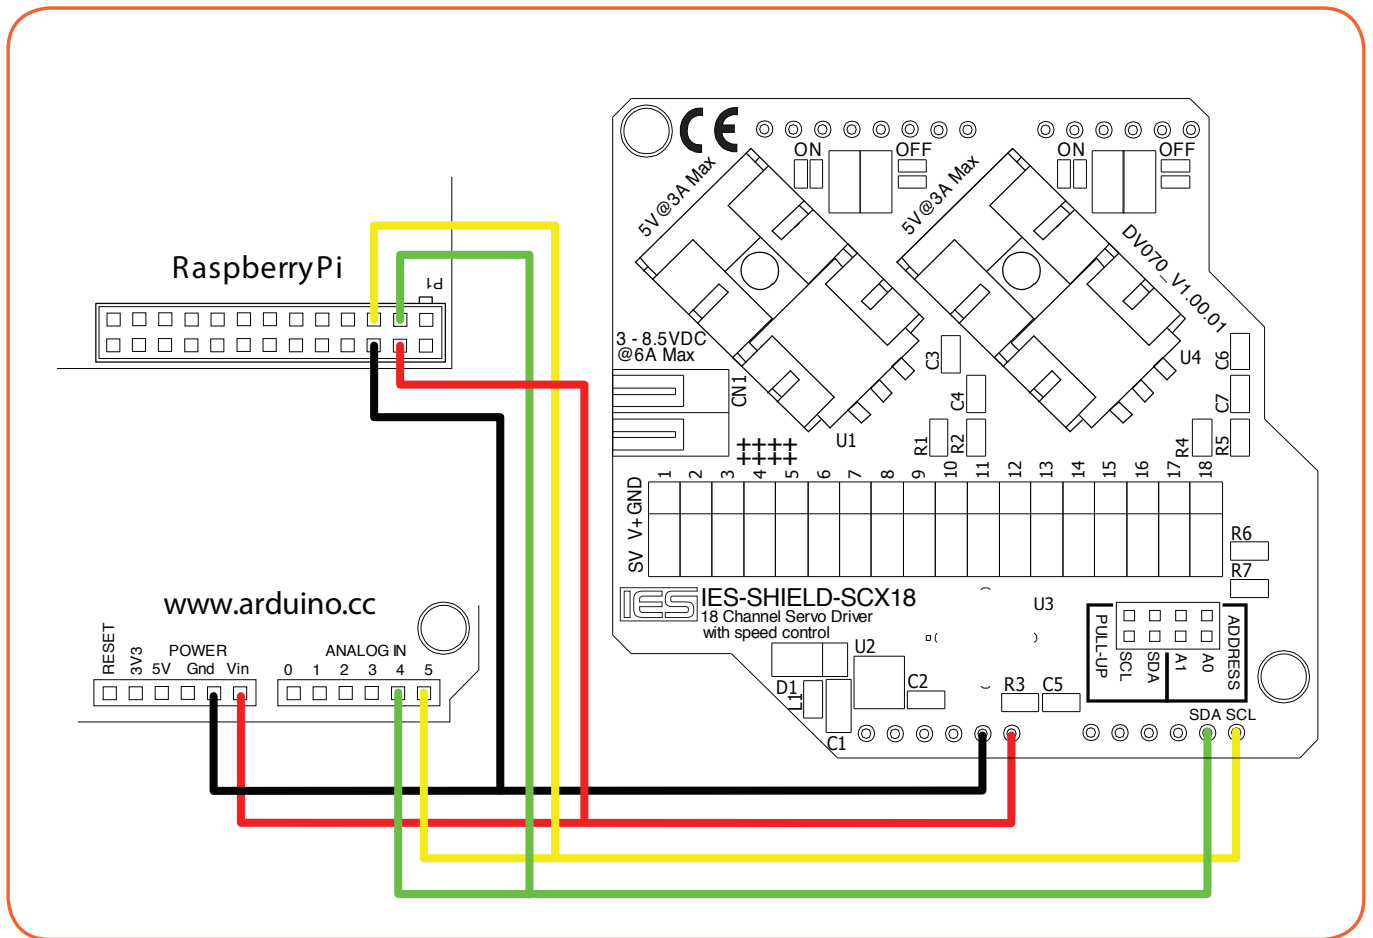 CE
ON
OFF
ON
OFF
5V@3A Max
5V@3A Max
DV070_V1.00.01
RaspberryPi
P1
3 - 8.5VDC
@6A Max
CN1
U1
U4
C3
C4
R1
R2
C6
C7
R4
R5
++++
++++
1 2 3 4 5 6 7 8 9 10 11 12 13 14 15 16 17 18
SV V+ GND
R6
R7
IES
IES-SHIELD-SCX18
18 Channel Servo Driver
with speed control
U3
U2
D1
L1
C1
C2
R3
C5
PULL-UP
SCL
SDA
A1
A0
ADDRESS
SDA SCL
www.arduino.cc
POWER
RESET
3V3
5V
Gnd
Vin
ANALOG IN
0 1 2 3 4 5